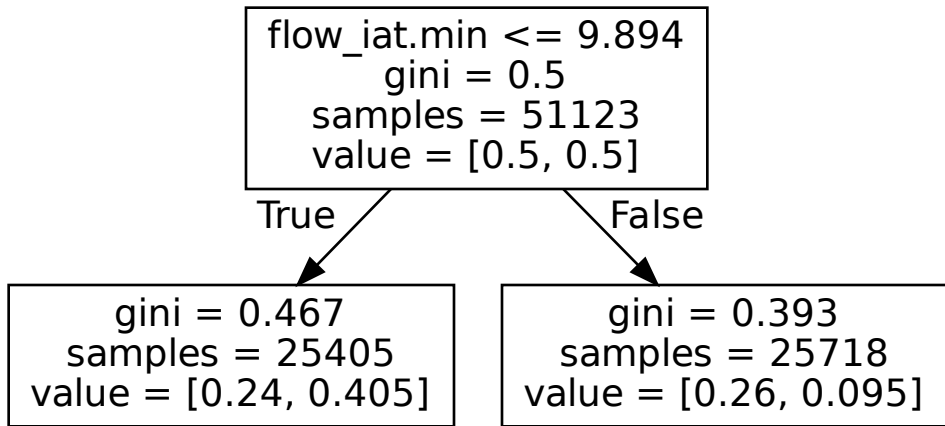 flow_iat.min <= 9.894
gini = 0.5
samples = 51123
value = [0.5, 0.5]
True
False
gini = 0.467
samples = 25405
value = [0.24, 0.405]
gini = 0.393
samples = 25718
value = [0.26, 0.095]